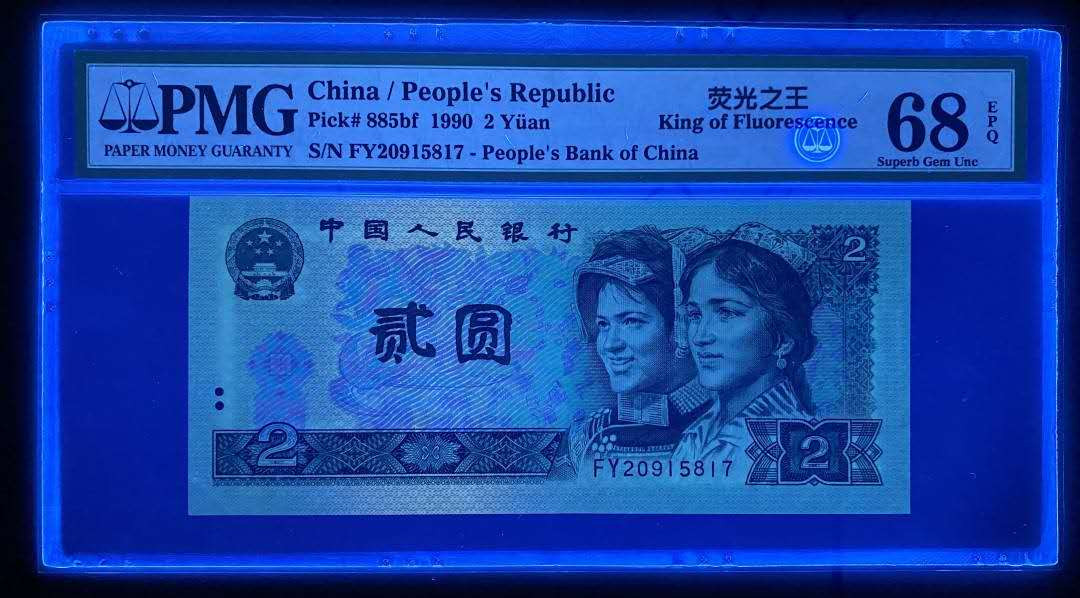 PMG
PAPER MONEY GUARANTY
China / People's Republic
Pick# 885bf 1990 2 Yüan
S/N FY20915817 - People's Bank of China
荧光之王
King of Fluorescence
68
EPQ
Superb Gem Unc
中国人民银行
2
贰圆
2
FY20915817
2